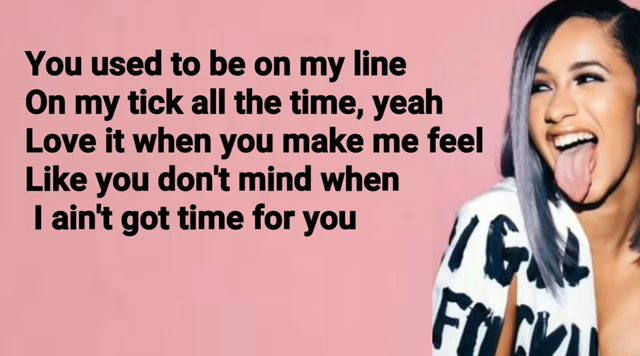 You used to be on my line
On my tick all the time, yeah
Love it when you make me feel
Like you don't mind when
I ain't got time for you